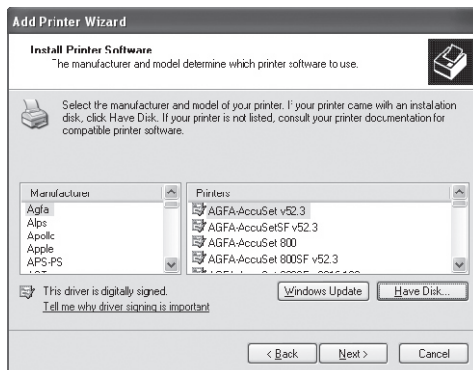 Add Printer Wizard
Install Printer Software
The manufacturer and model determine which printer software to use.
Select the manufacturer and model of your printer. If your printer came with an installation
disk, click Have Disk. If your printer is not listed, consult your printer documentation for
compatible printer software.
Manufacturer
Agfa
Alps
Apollo
Apple
APS-PS
Printers
AGFA-AccuSet v52.3
AGFA-AccuSetSF v52.3
AGFA-AccuSet 800
AGFA-AccuSet 800SF v52.3
This driver is digitally signed.
Tell me why driver signing is important
Windows Update
Have Disk...
< Back
Next >
Cancel